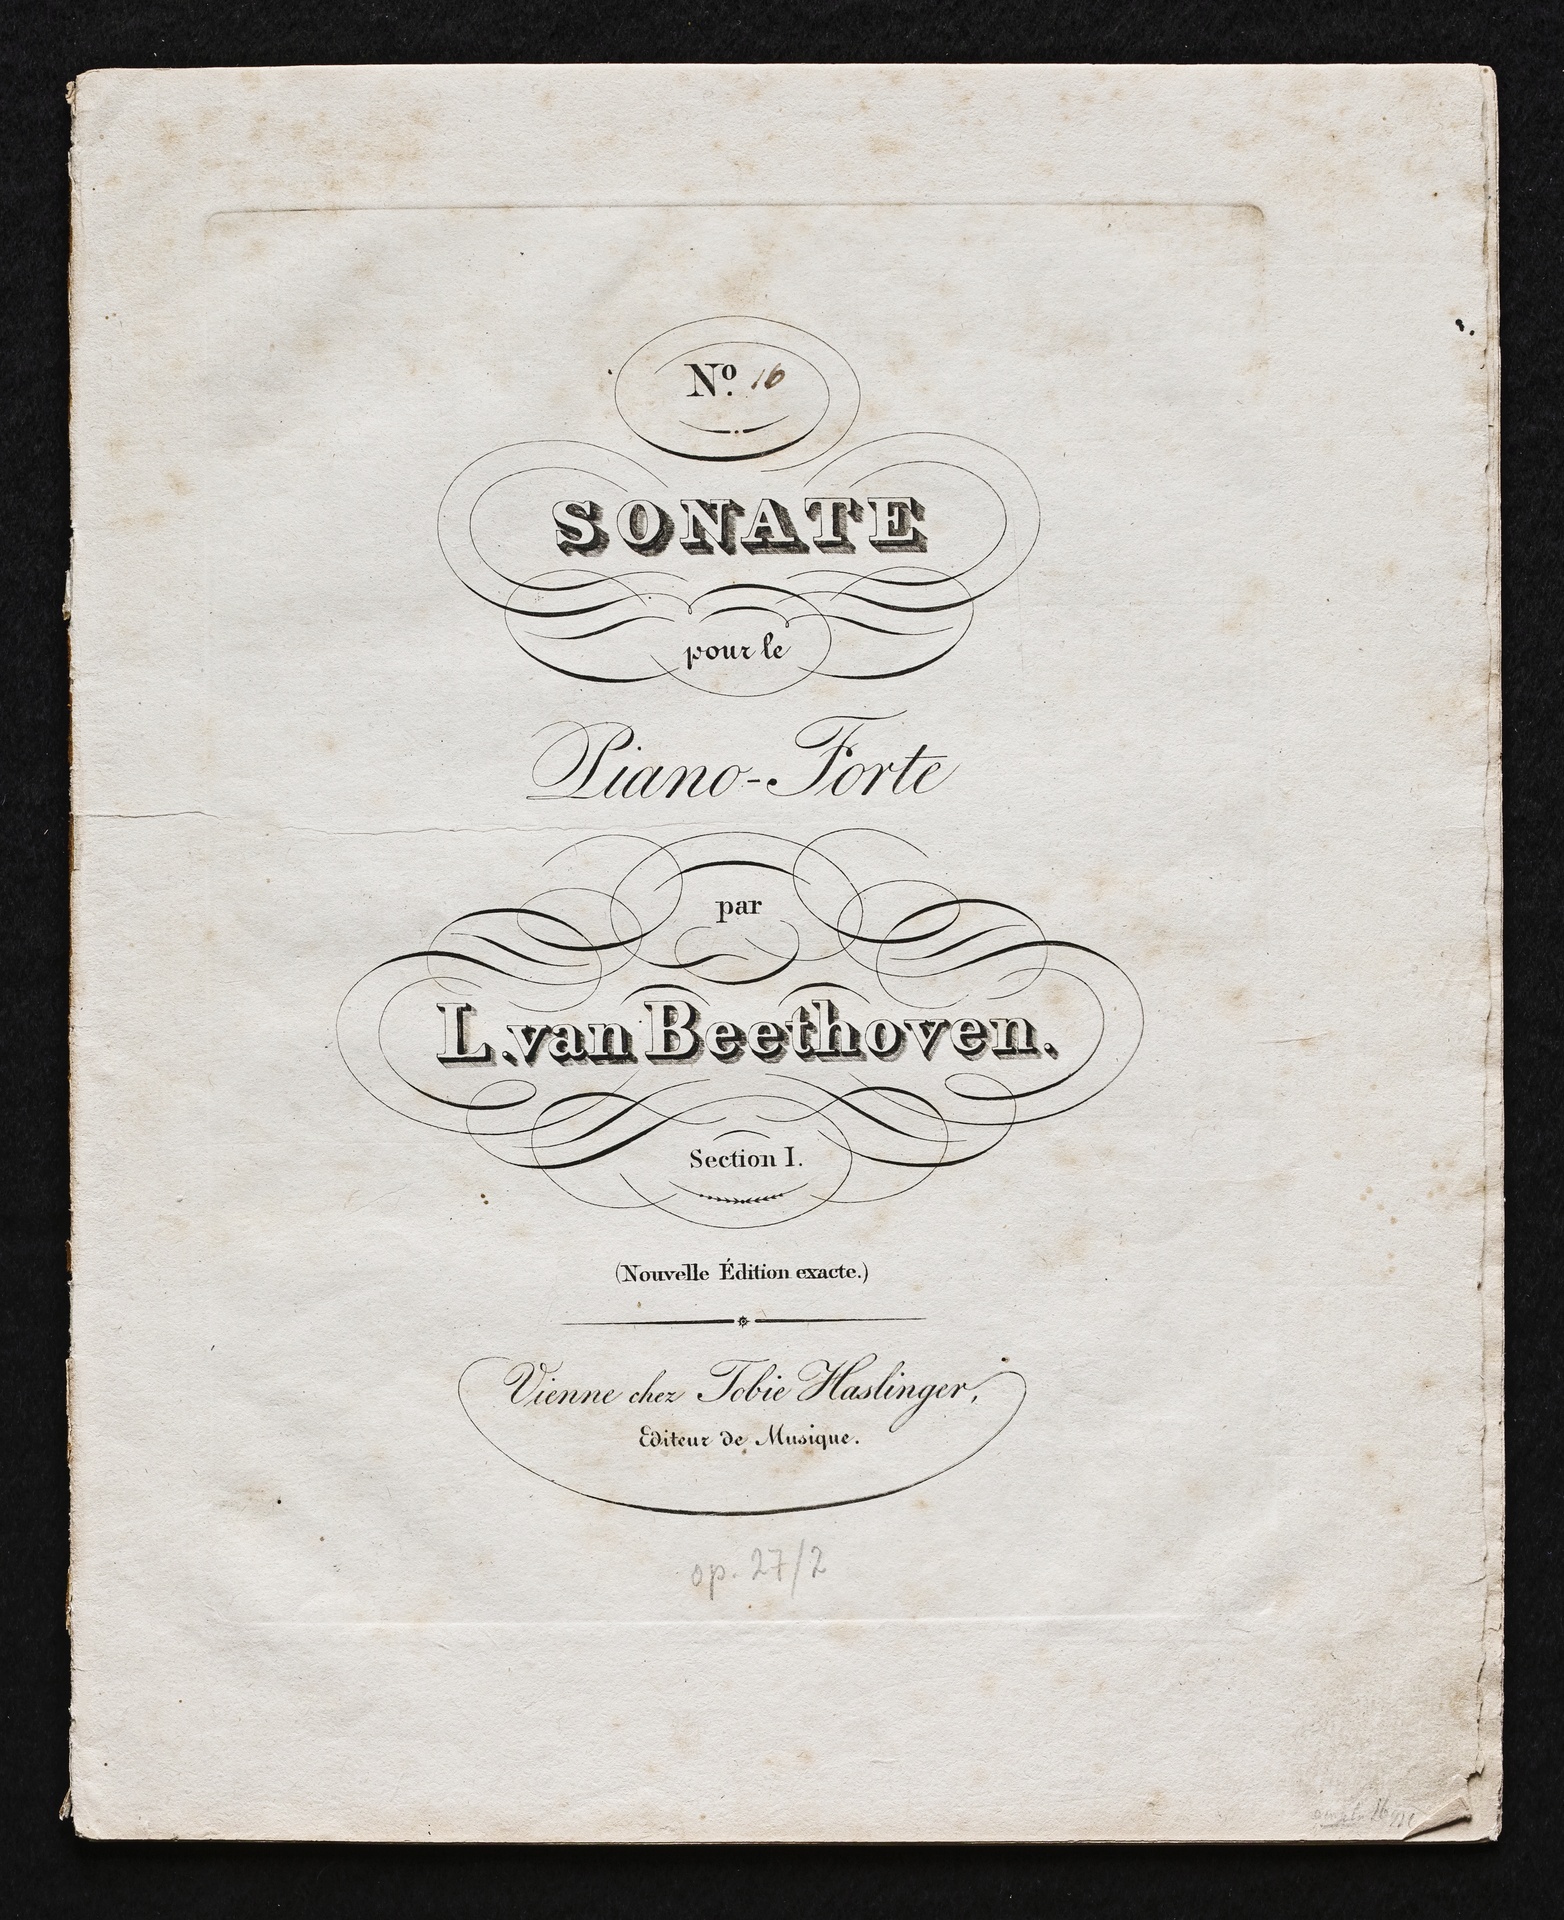 No. 16
SONATE
pour le
Piano-Forte
par
L. van Beethoven.
Section I.
(Nouvelle Édition exacte.)
Vienne chez Tobie Haslinger,
Editeur de Musique.
op. 27/2